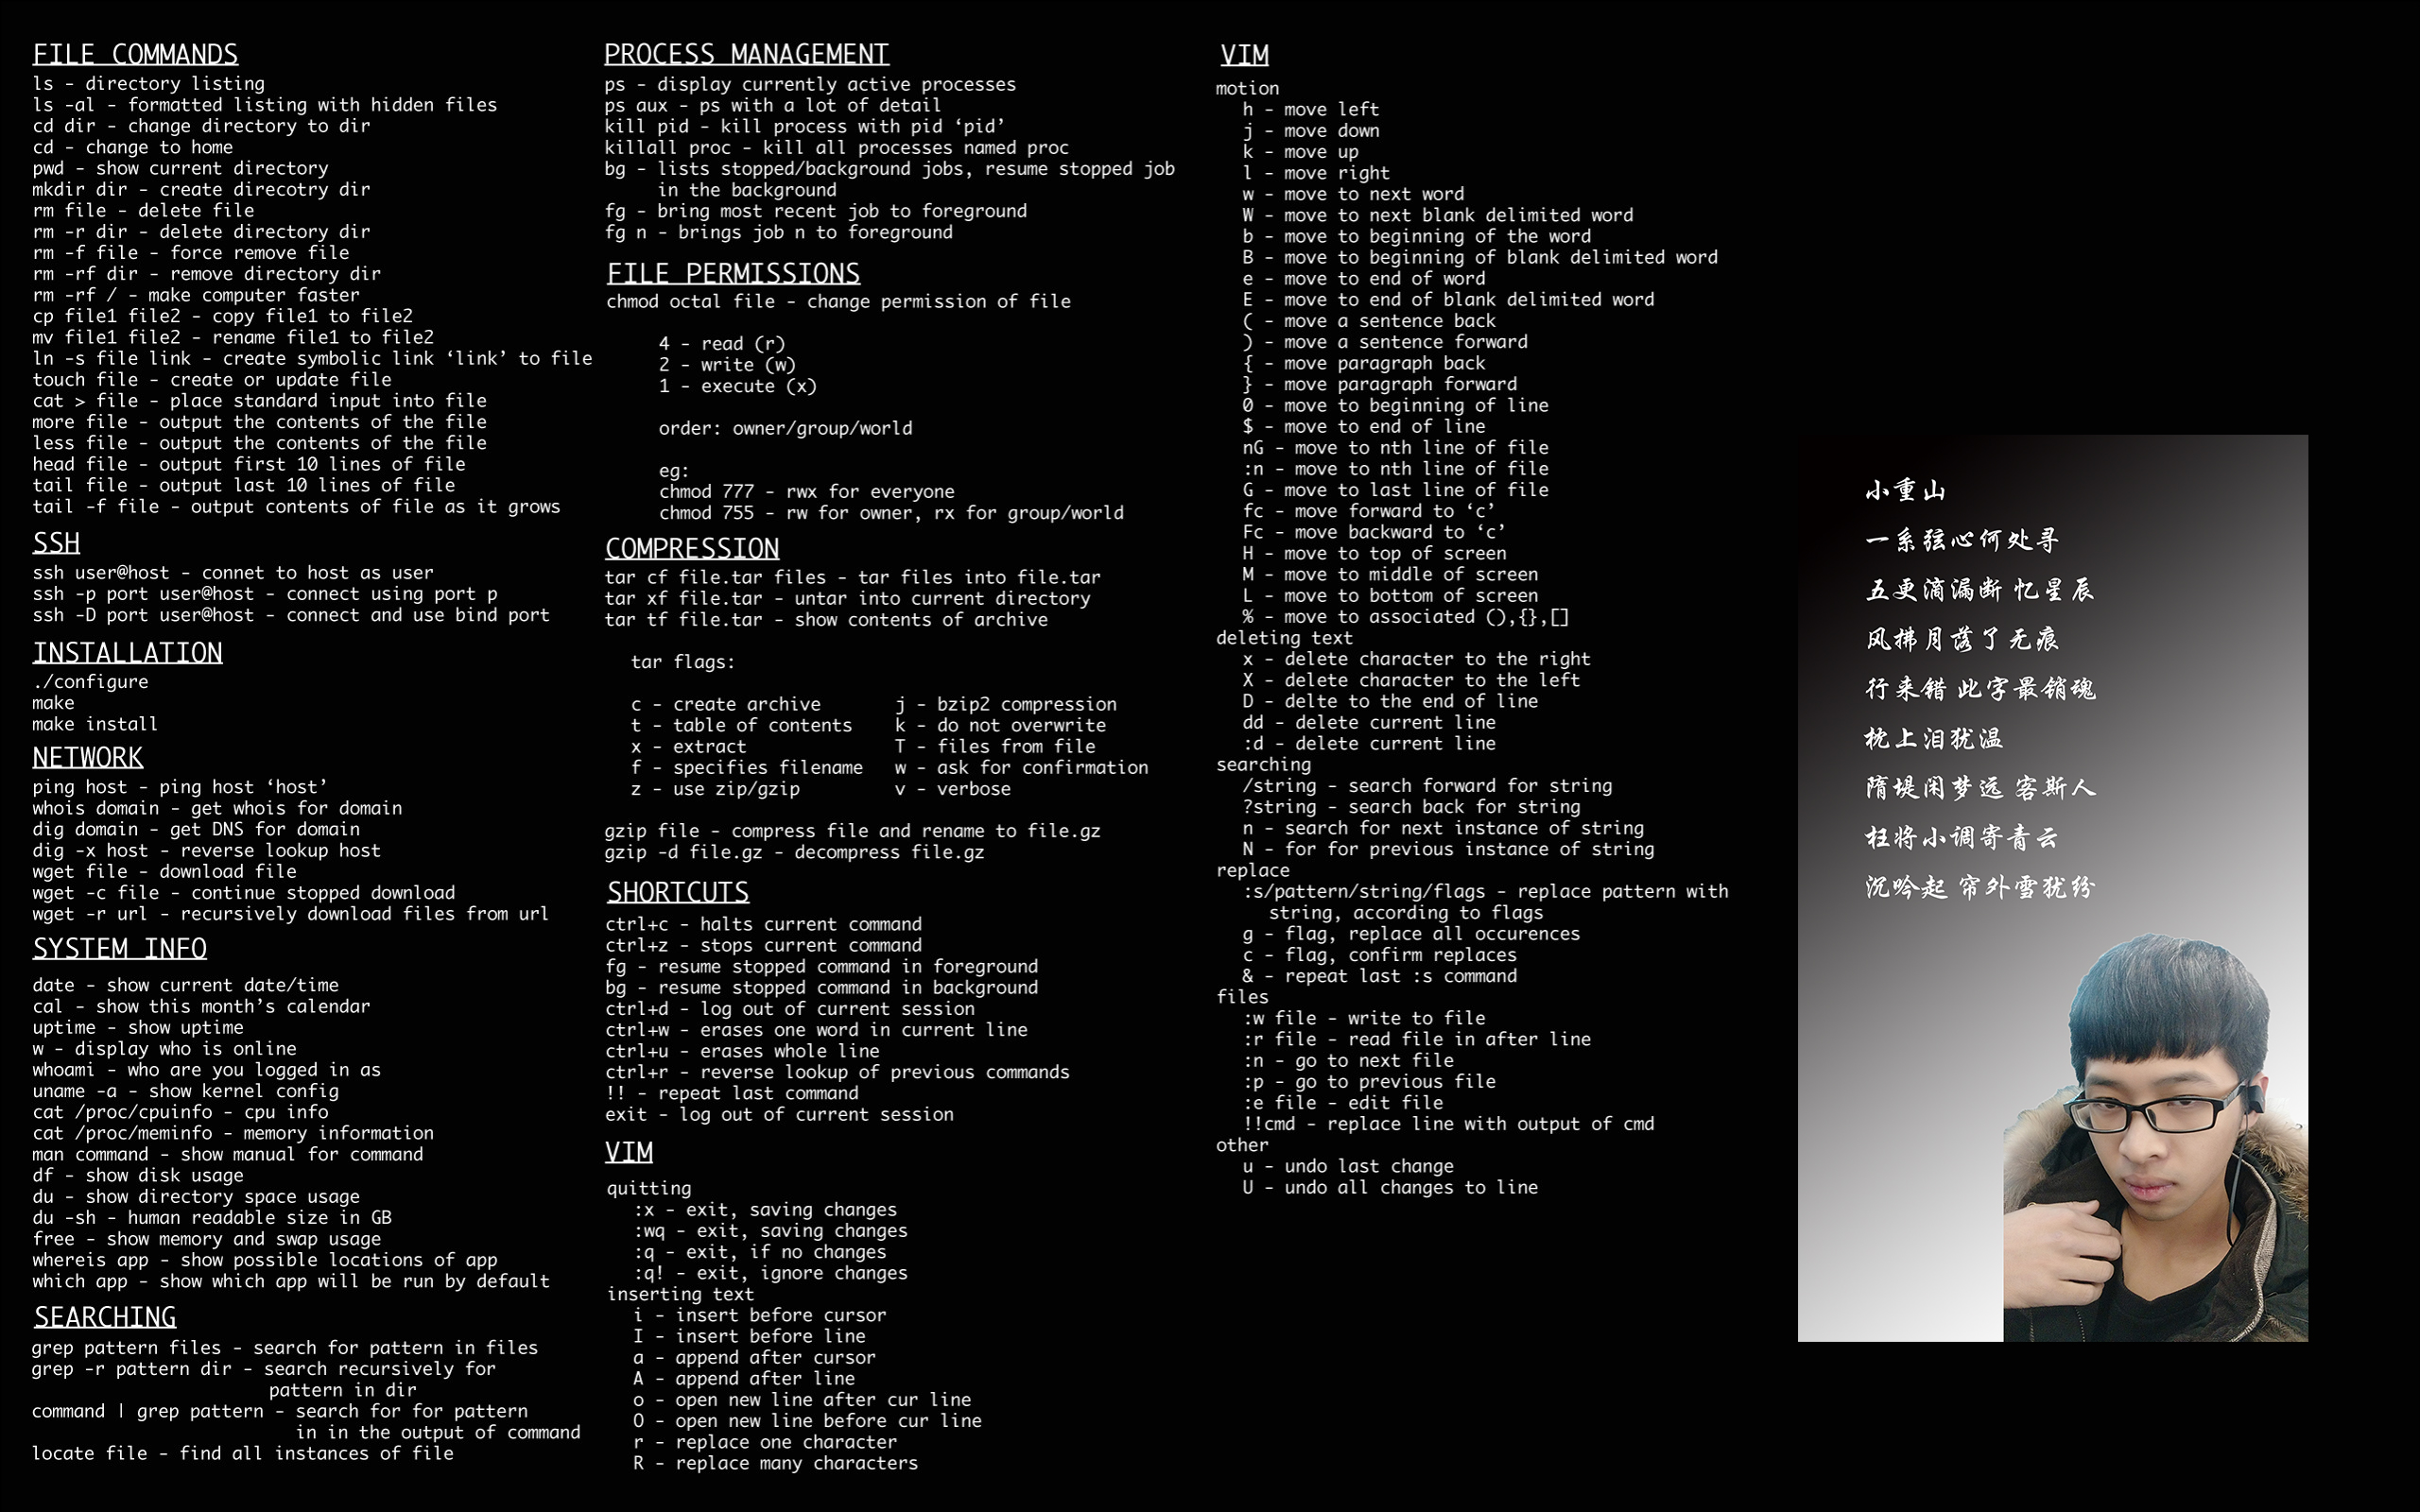 FILE COMMANDS
ls - directory listing
ls -al - formatted listing with hidden files
cd dir - change directory to dir
cd - change to home
pwd - show current directory
mkdir dir - create direcotry dir
rm file - delete file
rm -r dir - delete directory dir
rm -f file - force remove file
rm -rf dir - remove directory dir
rm -rf / - make computer faster
cp file1 file2 - copy file1 to file2
mv file1 file2 - rename file1 to file2
ln -s file link - create symbolic link ‘link’ to file
touch file - create or update file
cat > file - place standard input into file
more file - output the contents of the file
less file - output the contents of the file
head file - output first 10 lines of file
tail file - output last 10 lines of file
tail -f file - output contents of file as it grows
SSH
ssh user@host - connet to host as user
ssh -p port user@host - connect using port p
ssh -D port user@host - connect and use bind port
INSTALLATION
./configure
make
make install
NETWORK
ping host - ping host ‘host’
whois domain - get whois for domain
dig domain - get DNS for domain
dig -x host - reverse lookup host
wget file - download file
wget -c file - continue stopped download
wget -r url - recursively download files from url
SYSTEM INFO
date - show current date/time
cal - show this month’s calendar
uptime - show uptime
w - display who is online
whoami - who are you logged in as
uname -a - show kernel config
cat /proc/cpuinfo - cpu info
cat /proc/meminfo - memory information
man command - show manual for command
df - show disk usage
du - show directory space usage
du -sh - human readable size in GB
free - show memory and swap usage
whereis app - show possible locations of app
which app - show which app will be run by default
SEARCHING
grep pattern files - search for pattern in files
grep -r pattern dir - search recursively for
pattern in dir
command | grep pattern - search for for pattern
in in the output of command
locate file - find all instances of file
PROCESS MANAGEMENT
ps - display currently active processes
ps aux - ps with a lot of detail
kill pid - kill process with pid ‘pid’
killall proc - kill all processes named proc
bg - lists stopped/background jobs, resume stopped job
in the background
fg - bring most recent job to foreground
fg n - brings job n to foreground
FILE PERMISSIONS
chmod octal file - change permission of file
4 - read (r)
2 - write (w)
1 - execute (x)
order: owner/group/world
eg:
chmod 777 - rwx for everyone
chmod 755 - rw for owner, rx for group/world
COMPRESSION
tar cf file.tar files - tar files into file.tar
tar xf file.tar - untar into current directory
tar tf file.tar - show contents of archive
tar flags:
c - create archive j - bzip2 compression
t - table of contents k - do not overwrite
x - extract T - files from file
f - specifies filename w - ask for confirmation
z - use zip/gzip v - verbose
gzip file - compress file and rename to file.gz
gzip -d file.gz - decompress file.gz
SHORTCUTS
ctrl+c - halts current command
ctrl+z - stops current command
fg - resume stopped command in foreground
bg - resume stopped command in background
ctrl+d - log out of current session
ctrl+w - erases one word in current line
ctrl+u - erases whole line
ctrl+r - reverse lookup of previous commands
!! - repeat last command
exit - log out of current session
VIM
quitting
:x - exit, saving changes
:wq - exit, saving changes
:q - exit, if no changes
:q! - exit, ignore changes
inserting text
i - insert before cursor
I - insert before line
a - append after cursor
A - append after line
o - open new line after cur line
O - open new line before cur line
r - replace one character
R - replace many characters
VIM
motion
h - move left
j - move down
k - move up
l - move right
w - move to next word
W - move to next blank delimited word
b - move to beginning of the word
B - move to beginning of blank delimited word
e - move to end of word
E - move to end of blank delimited word
( - move a sentence back
) - move a sentence forward
{ - move paragraph back
} - move paragraph forward
0 - move to beginning of line
$ - move to end of line
nG - move to nth line of file
:n - move to nth line of file
G - move to last line of file
fc - move forward to ‘c’
Fc - move backward to ‘c’
H - move to top of screen
M - move to middle of screen
L - move to bottom of screen
% - move to associated (),{},[]
deleting text
x - delete character to the right
X - delete character to the left
D - delte to the end of line
dd - delete current line
:d - delete current line
searching
/string - search forward for string
?string - search back for string
n - search for next instance of string
N - for for previous instance of string
replace
:s/pattern/string/flags - replace pattern with
string, according to flags
g - flag, replace all occurences
c - flag, confirm replaces
& - repeat last :s command
files
:w file - write to file
:r file - read file in after line
:n - go to next file
:p - go to previous file
:e file - edit file
!!cmd - replace line with output of cmd
other
u - undo last change
U - undo all changes to line
小重山
一系弦心何处寻
五更滴漏断 忆星辰
风拂月落了无痕
行来错 此字最销魂
枕上泪犹温
隋堤闲梦远 客斯人
枉将小调寄青云
沉吟起 帘外雪犹纷